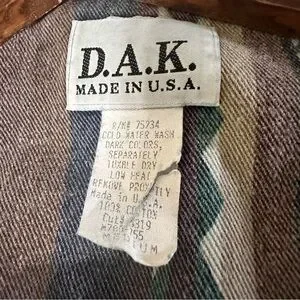 D.A.K.
MADE IN U.S.A.
R/N# 75234
COLD WATER WASH
DARK COLORS,
SEPARATELY
TUMBLE DRY
LOW HEAT
REMOVE PROMPTLY
Made in U.S.A.
100% COTTON
Cut#